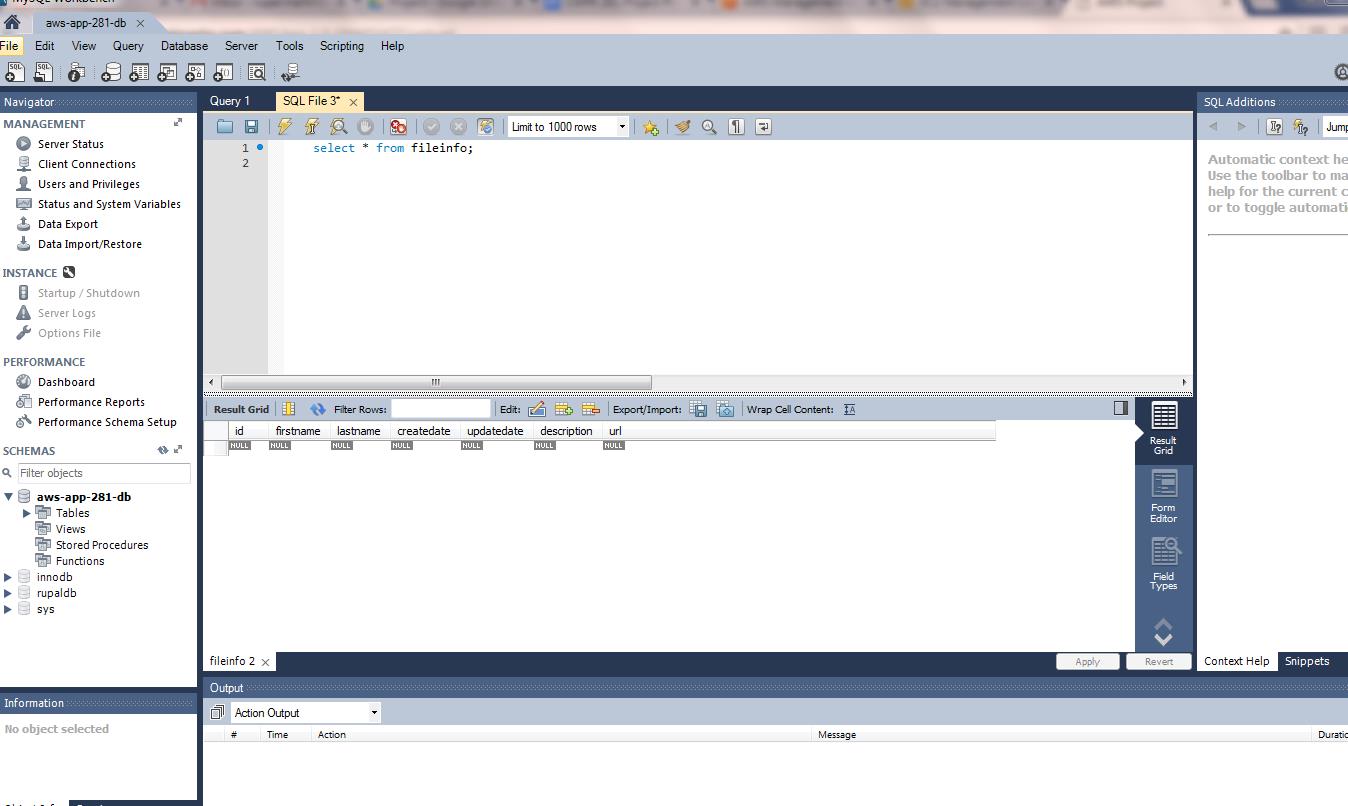 MySQL Workbench
aws-app-281-db
File Edit View Query Database Server Tools Scripting Help
Navigator
MANAGEMENT
Server Status
Client Connections
Users and Privileges
Status and System Variables
Data Export
Data Import/Restore
INSTANCE
Startup / Shutdown
Server Logs
Options File
PERFORMANCE
Dashboard
Performance Reports
Performance Schema Setup
SCHEMAS
Filter objects
aws-app-281-db
Tables
Views
Stored Procedures
Functions
innodb
rupaldb
sys
Information
No object selected
Query 1 SQL File 3*
Limit to 1000 rows
1 select * from fileinfo;
2
Result Grid Filter Rows: Edit: Export/Import: Wrap Cell Content:
id firstname lastname createdate updatedate description url
NULL NULL NULL NULL NULL NULL NULL
Result
Grid
Form
Editor
Field
Types
fileinfo 2 Apply Revert
Output
Action Output
# Time Action Message Duratic
SQL Additions
Jump
Automatic context he
Use the toolbar to ma
help for the current c
or to toggle automati
Context Help Snippets